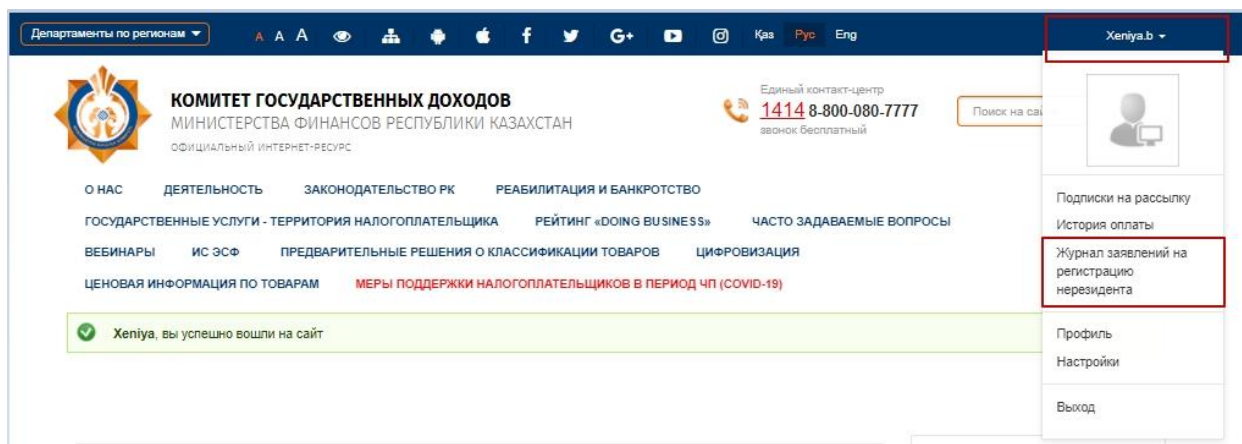 Департаменты по регионам
A A A
Қаз Рус Eng
Xeniya.b
КОМИТЕТ ГОСУДАРСТВЕННЫХ ДОХОДОВ
МИНИСТЕРСТВА ФИНАНСОВ РЕСПУБЛИКИ КАЗАХСТАН
ОФИЦИАЛЬНЫЙ ИНТЕРНЕТ-РЕСУРС
Единый контакт-центр
1414 8-800-080-7777
звонок бесплатный
Поиск на са
О НАС ДЕЯТЕЛЬНОСТЬ ЗАКОНОДАТЕЛЬСТВО РК РЕАБИЛИТАЦИЯ И БАНКРОТСТВО
ГОСУДАРСТВЕННЫЕ УСЛУГИ - ТЕРРИТОРИЯ НАЛОГОПЛАТЕЛЬЩИКА РЕЙТИНГ «DOING BUSINESS» ЧАСТО ЗАДАВАЕМЫЕ ВОПРОСЫ
ВЕБИНАРЫ ИС ЭСФ ПРЕДВАРИТЕЛЬНЫЕ РЕШЕНИЯ О КЛАССИФИКАЦИИ ТОВАРОВ ЦИФРОВИЗАЦИЯ
ЦЕНОВАЯ ИНФОРМАЦИЯ ПО ТОВАРАМ МЕРЫ ПОДДЕРЖКИ НАЛОГОПЛАТЕЛЬЩИКОВ В ПЕРИОД ЧП (COVID-19)
Xeniya, вы успешно вошли на сайт
Подписки на рассылку
История оплаты
Журнал заявлений на
регистрацию
нерезидента
Профиль
Настройки
Выход